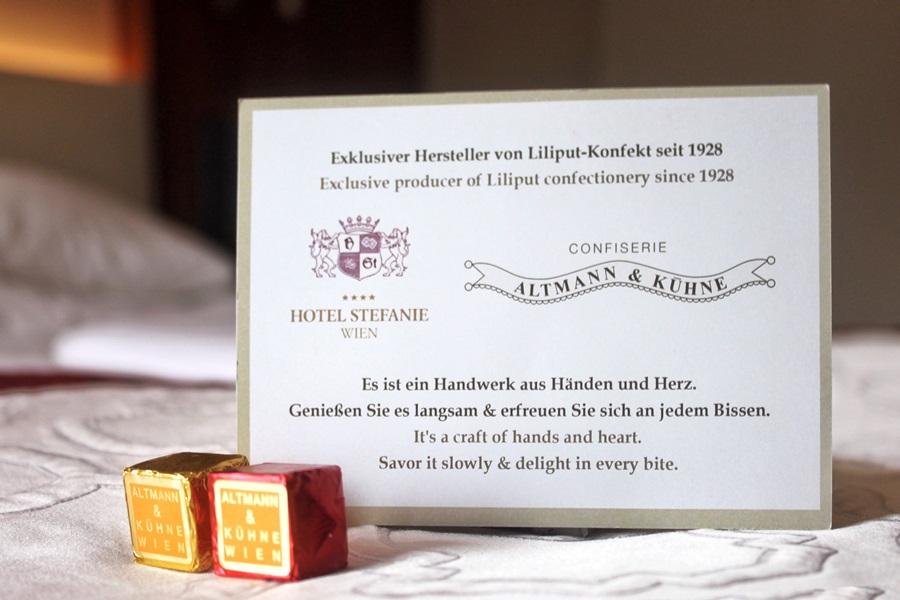 Exklusiver Hersteller von Liliput-Konfekt seit 1928
Exclusive producer of Liliput confectionery since 1928
H
St
HOTEL STEFANIE
WIEN
CONFISERIE
ALTMANN & KÜHNE
Es ist ein Handwerk aus Händen und Herz.
Genießen Sie es langsam & erfreuen Sie sich an jedem Bissen.
It's a craft of hands and heart.
Savor it slowly & delight in every bite.
ALTMANN
&
KÜHNE
WIEN
ALTMANN
&
KÜHNE
WIEN